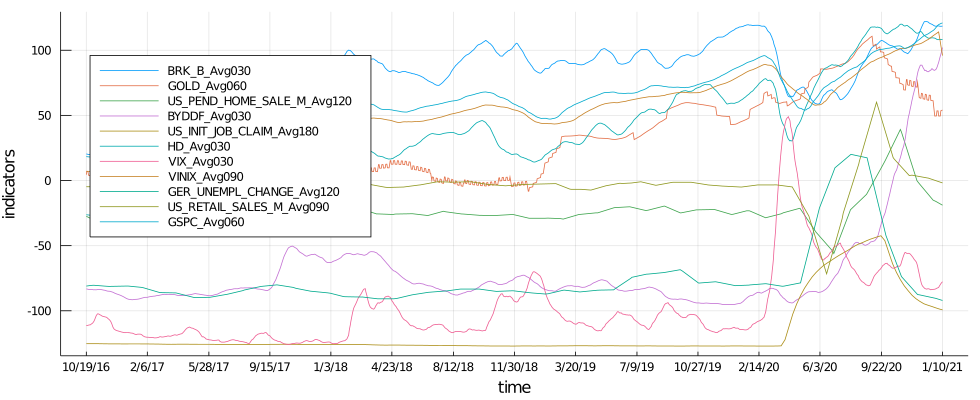 100
50
0
-50
-100
indicators
BRK_B_Avg030
GOLD_Avg060
US_PEND_HOME_SALE_M_Avg120
BYDDF_Avg030
US_INIT_JOB_CLAIM_Avg180
HD_Avg030
VIX_Avg030
VINIX_Avg090
GER_UNEMPL_CHANGE_Avg120
US_RETAIL_SALES_M_Avg090
GSPC_Avg060
10/19/16 2/6/17 5/28/17 9/15/17 1/3/18 4/23/18 8/12/18 11/30/18 3/20/19 7/9/19 10/27/19 2/14/20 6/3/20 9/22/20 1/10/21
time